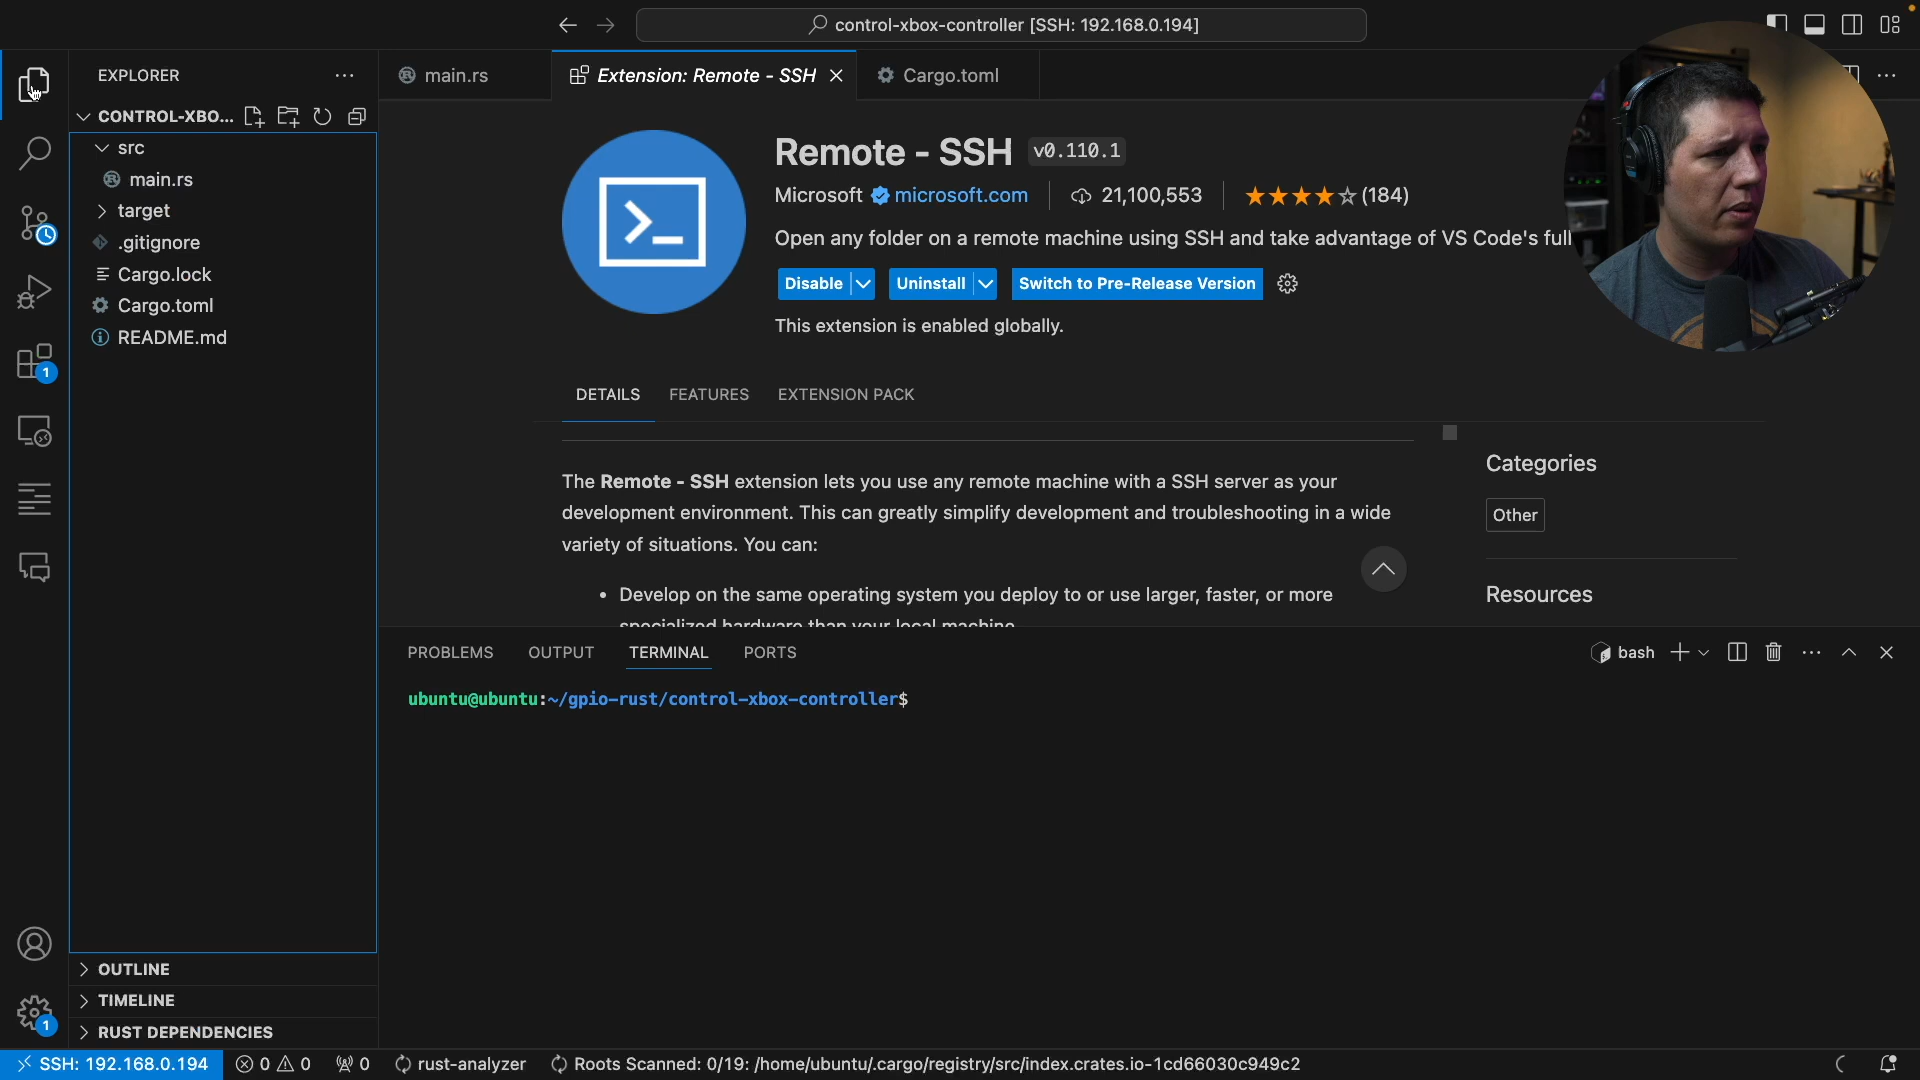 control-xbox-controller [SSH: 192.168.0.194]
EXPLORER
main.rs
Extension: Remote - SSH
Cargo.toml
CONTROL-XBO...
src
main.rs
target
.gitignore
Cargo.lock
Cargo.toml
README.md
Remote - SSH v0.110.1
Microsoft microsoft.com 21,100,553 (184)
Open any folder on a remote machine using SSH and take advantage of VS Code's full
Disable Uninstall Switch to Pre-Release Version
This extension is enabled globally.
DETAILS FEATURES EXTENSION PACK
The Remote - SSH extension lets you use any remote machine with a SSH server as your
development environment. This can greatly simplify development and troubleshooting in a wide
variety of situations. You can:
• Develop on the same operating system you deploy to or use larger, faster, or more
specialized hardware than your local machine
Categories
Other
Resources
PROBLEMS OUTPUT TERMINAL PORTS
bash
ubuntu@ubuntu:~/gpio-rust/control-xbox-controller$
1
1
OUTLINE
TIMELINE
RUST DEPENDENCIES
SSH: 192.168.0.194 0 0 0 rust-analyzer Roots Scanned: 0/19: /home/ubuntu/.cargo/registry/src/index.crates.io-1cd66030c949c2